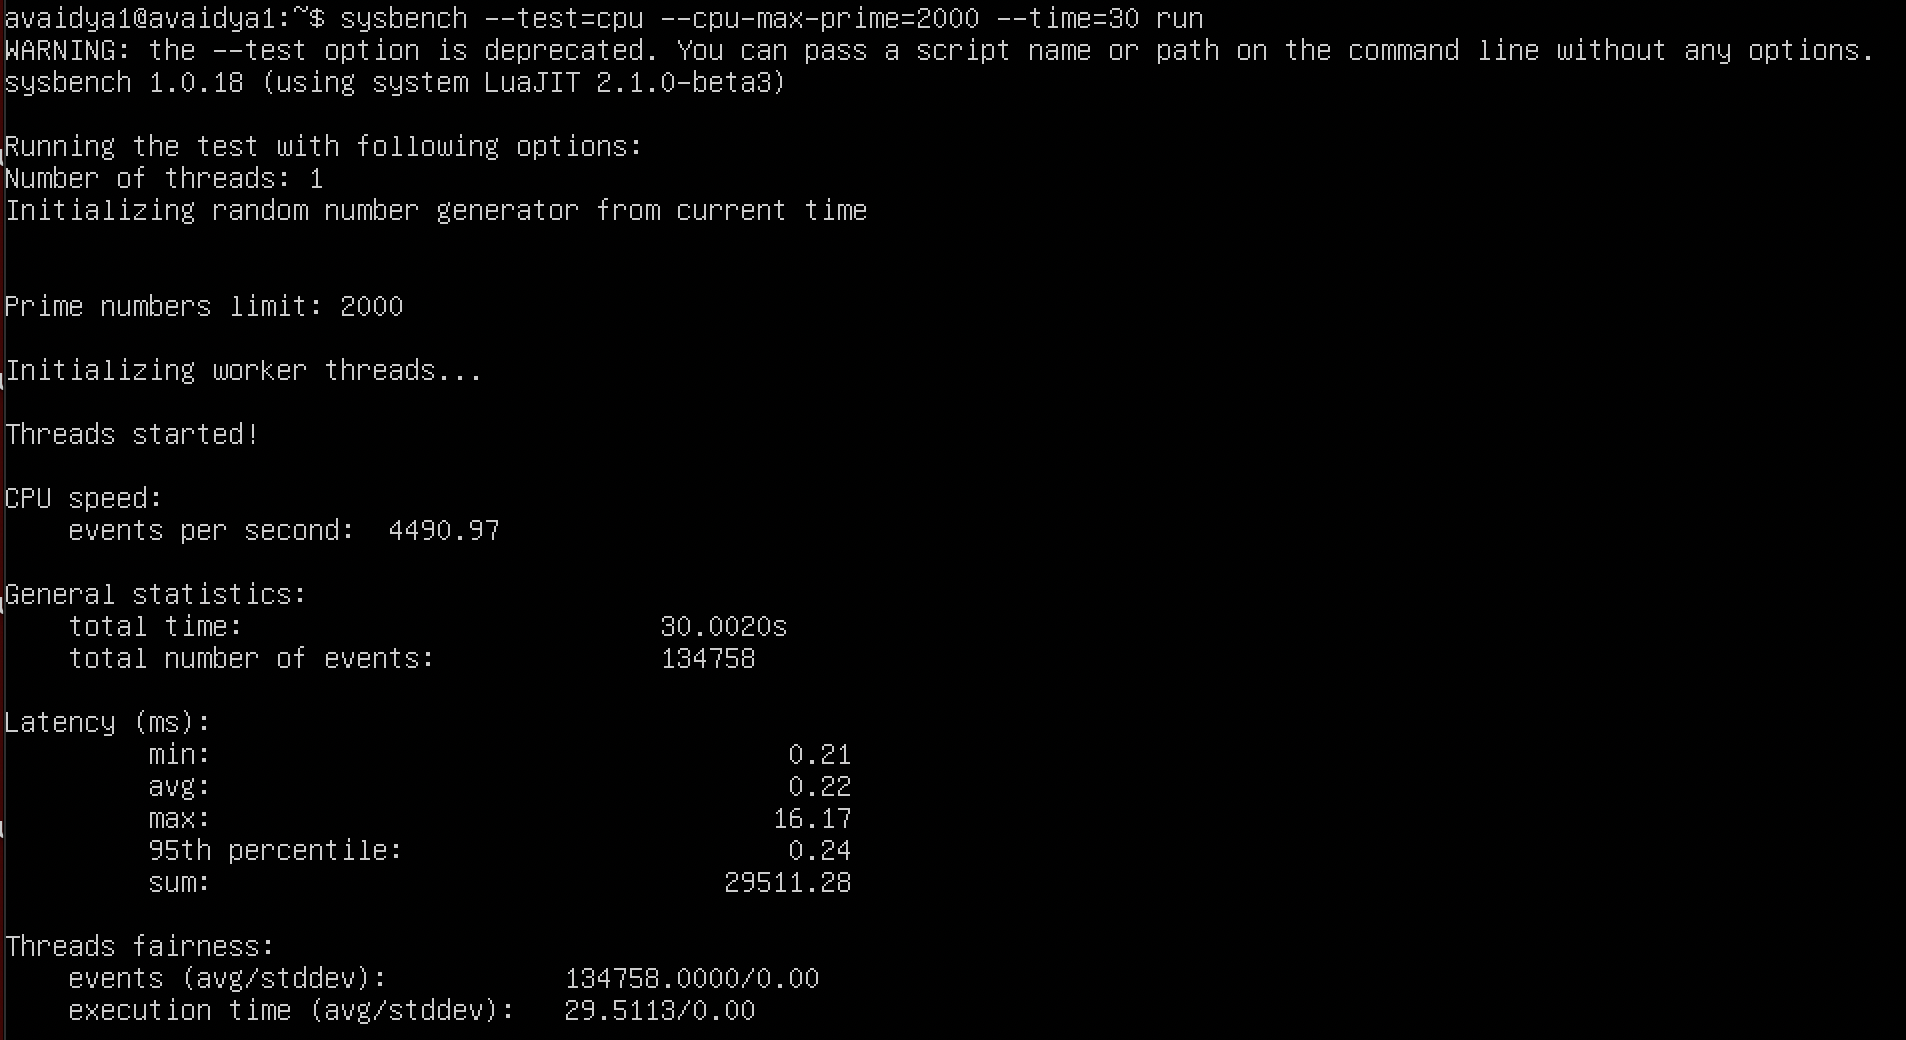 avaidya1@avaidya1:~$ sysbench --test=cpu --cpu-max-prime=2000 --time=30 run
WARNING: the --test option is deprecated. You can pass a script name or path on the command line without any options.
sysbench 1.0.18 (using system LuaJIT 2.1.0-beta3)
Running the test with following options:
Number of threads: 1
Initializing random number generator from current time
Prime numbers limit: 2000
Initializing worker threads...
Threads started!
CPU speed:
events per second: 4490.97
General statistics:
total time: 30.0020s
total number of events: 134758
Latency (ms):
min: 0.21
avg: 0.22
max: 16.17
95th percentile: 0.24
sum: 29511.28
Threads fairness:
events (avg/stddev): 134758.0000/0.00
execution time (avg/stddev): 29.5113/0.00